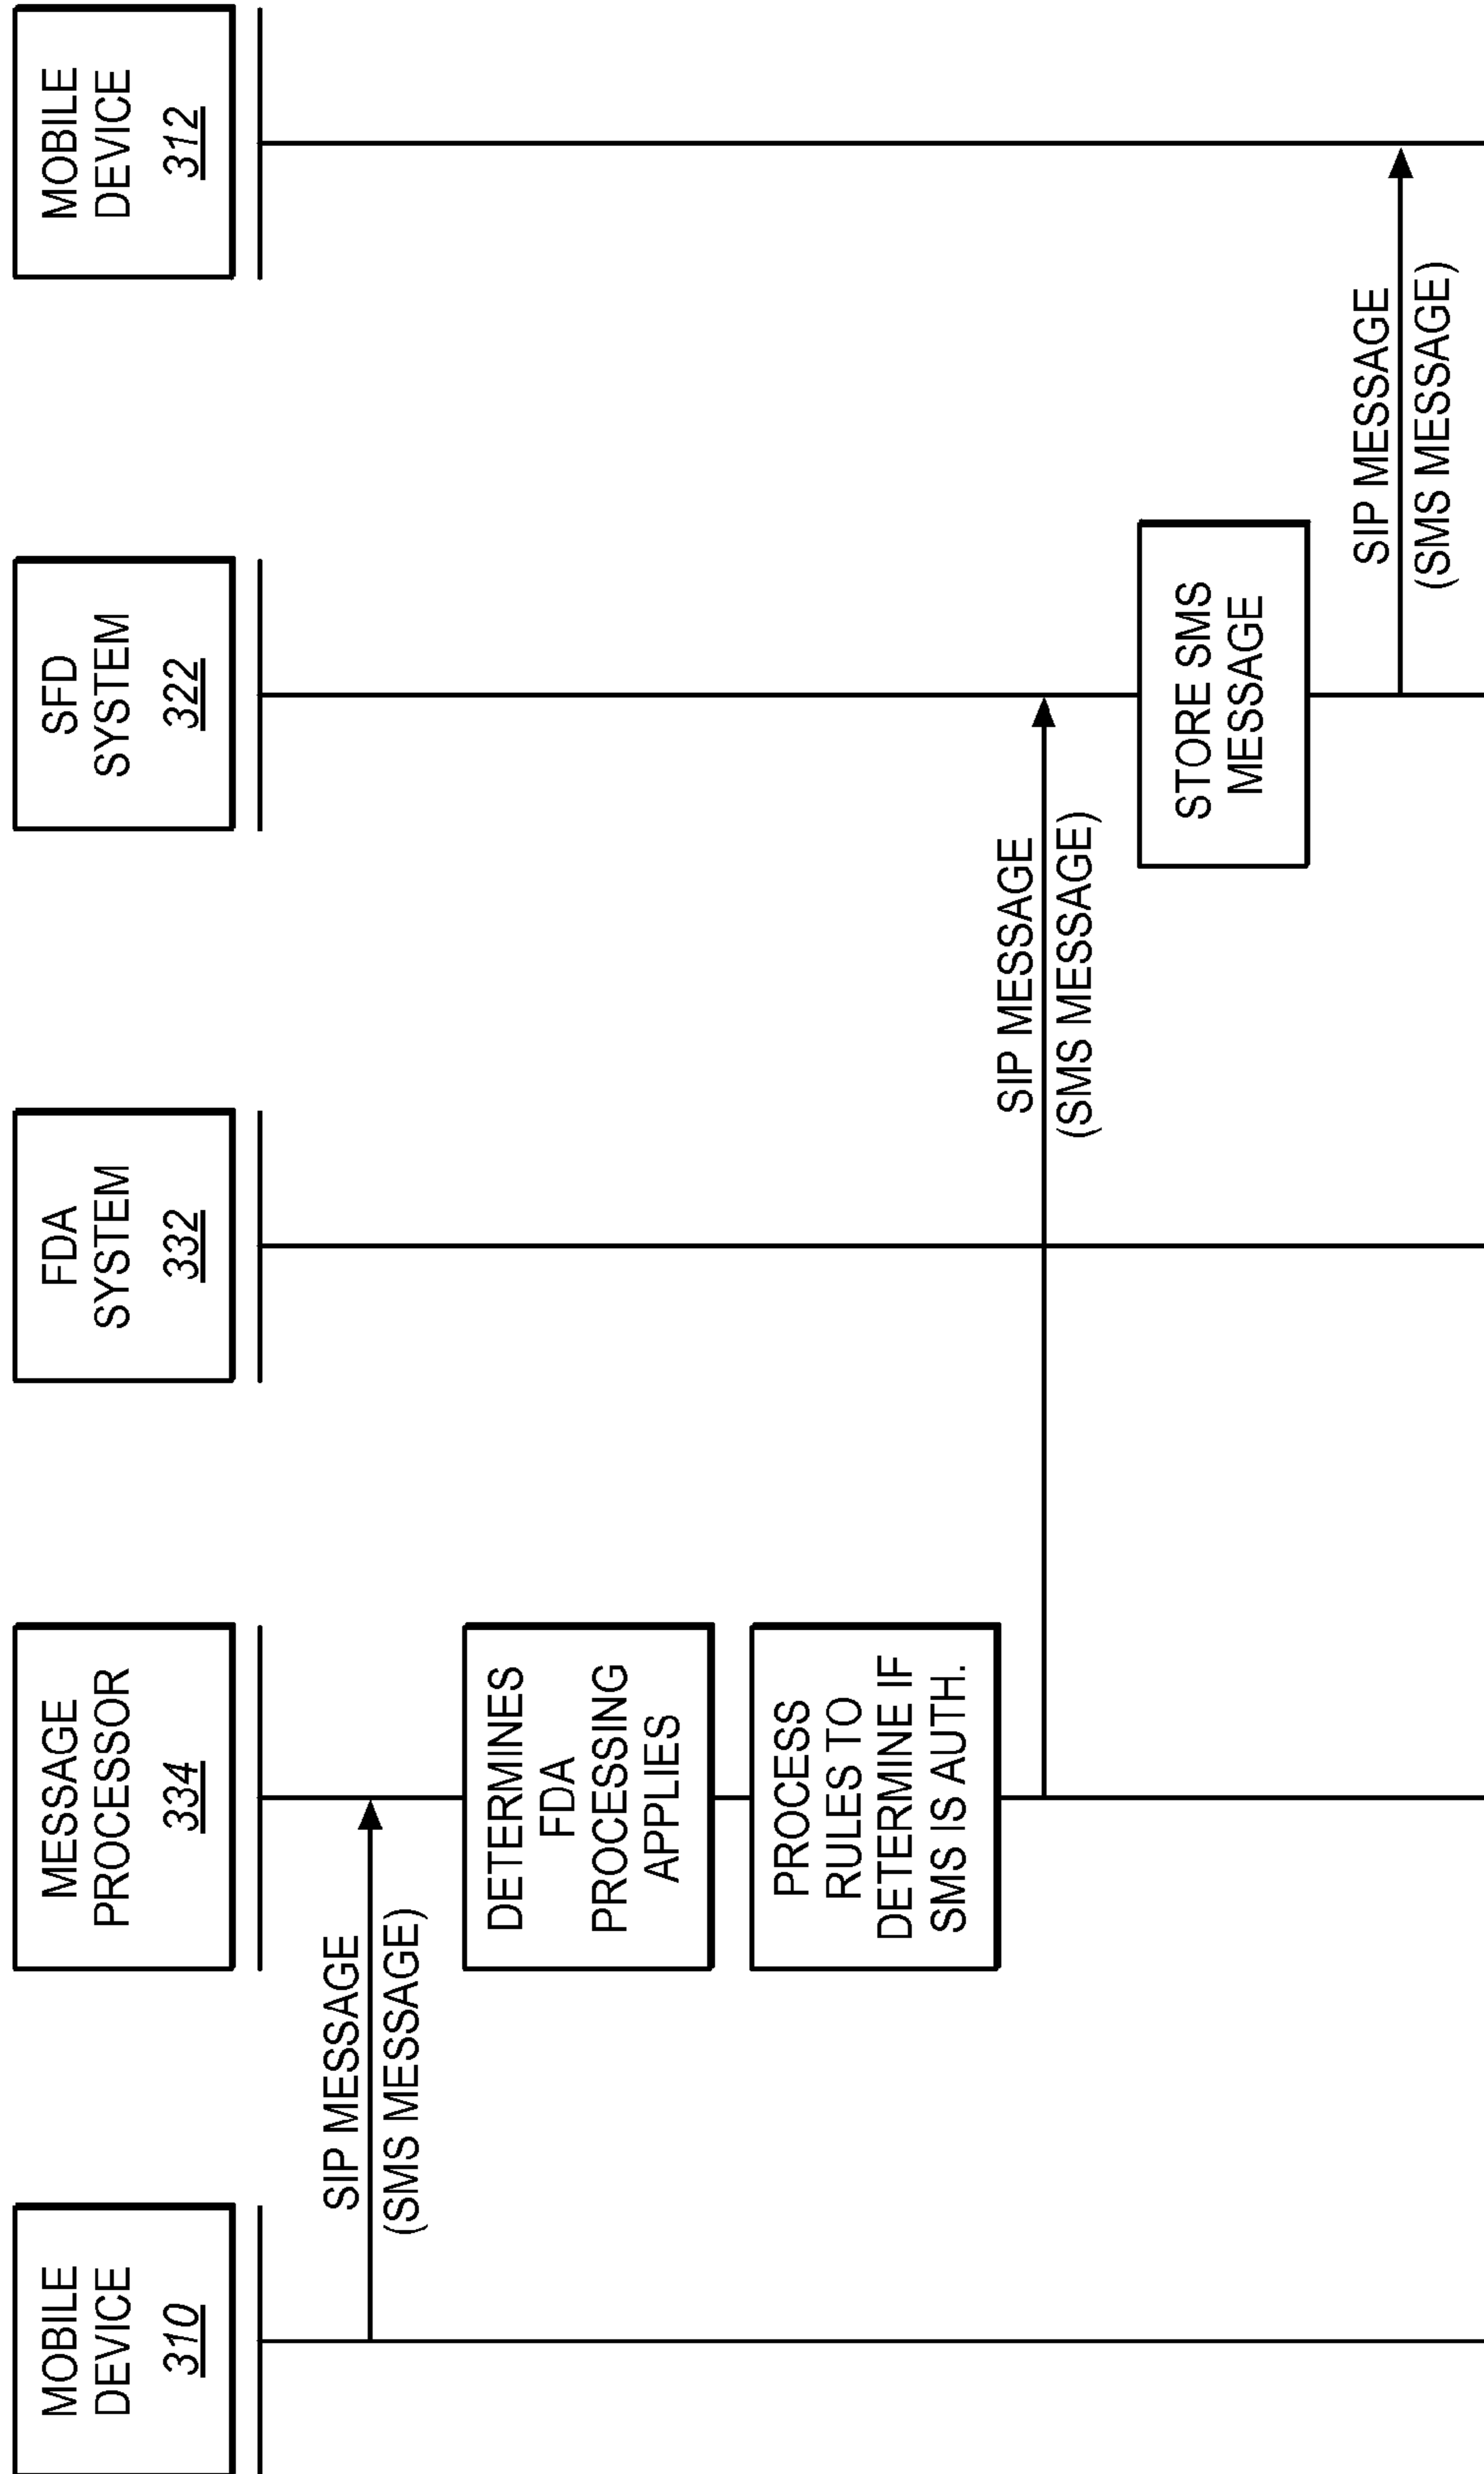 MOBILE
DEVICE
310
MESSAGE
PROCESSOR
334
FDA
SYSTEM
332
SFD
SYSTEM
322
MOBILE
DEVICE
312
SIP MESSAGE
(SMS MESSAGE)
DETERMINES
FDA
PROCESSING
APPLIES
PROCESS
RULES TO
DETERMINE IF
SMS IS AUTH.
SIP MESSAGE
(SMS MESSAGE)
STORE SMS
MESSAGE
SIP MESSAGE
(SMS MESSAGE)